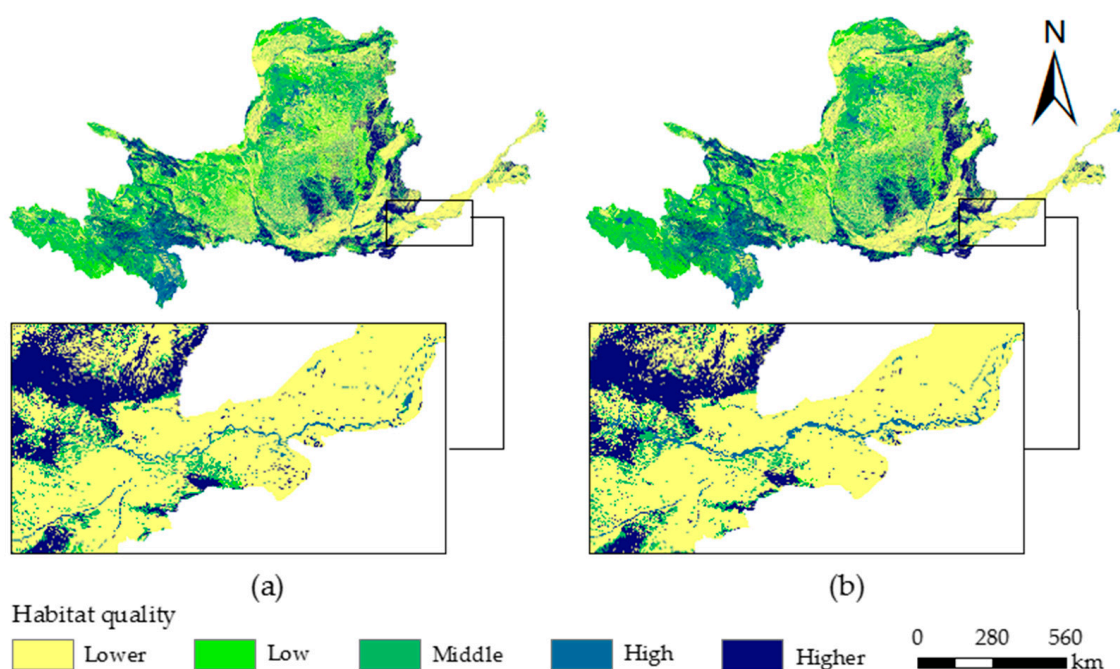 N
(a)
(b)
Habitat quality
Lower
Low
Middle
High
Higher
0 280 560
km